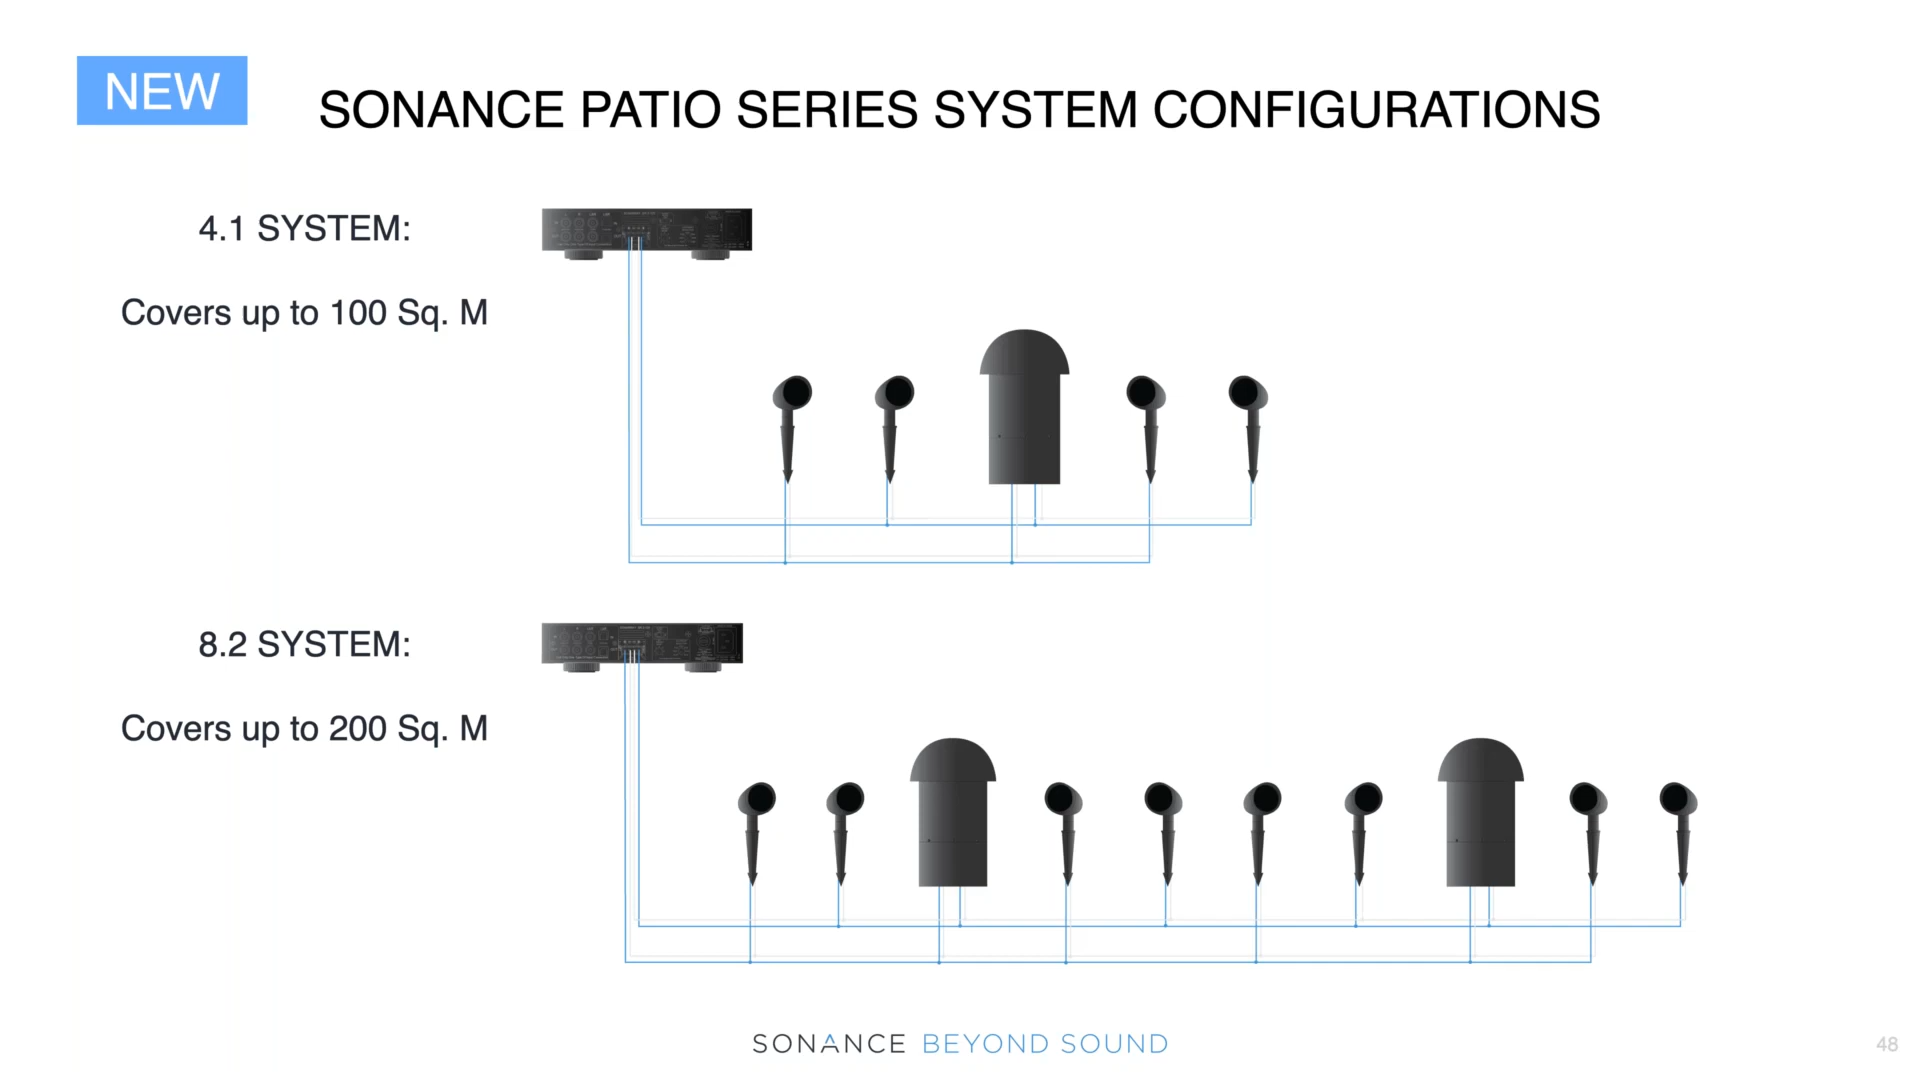 NEW
SONANCE PATIO SERIES SYSTEM CONFIGURATIONS
4.1 SYSTEM:
Covers up to 100 Sq. M
8.2 SYSTEM:
Covers up to 200 Sq. M
SONANCE BEYOND SOUND
48